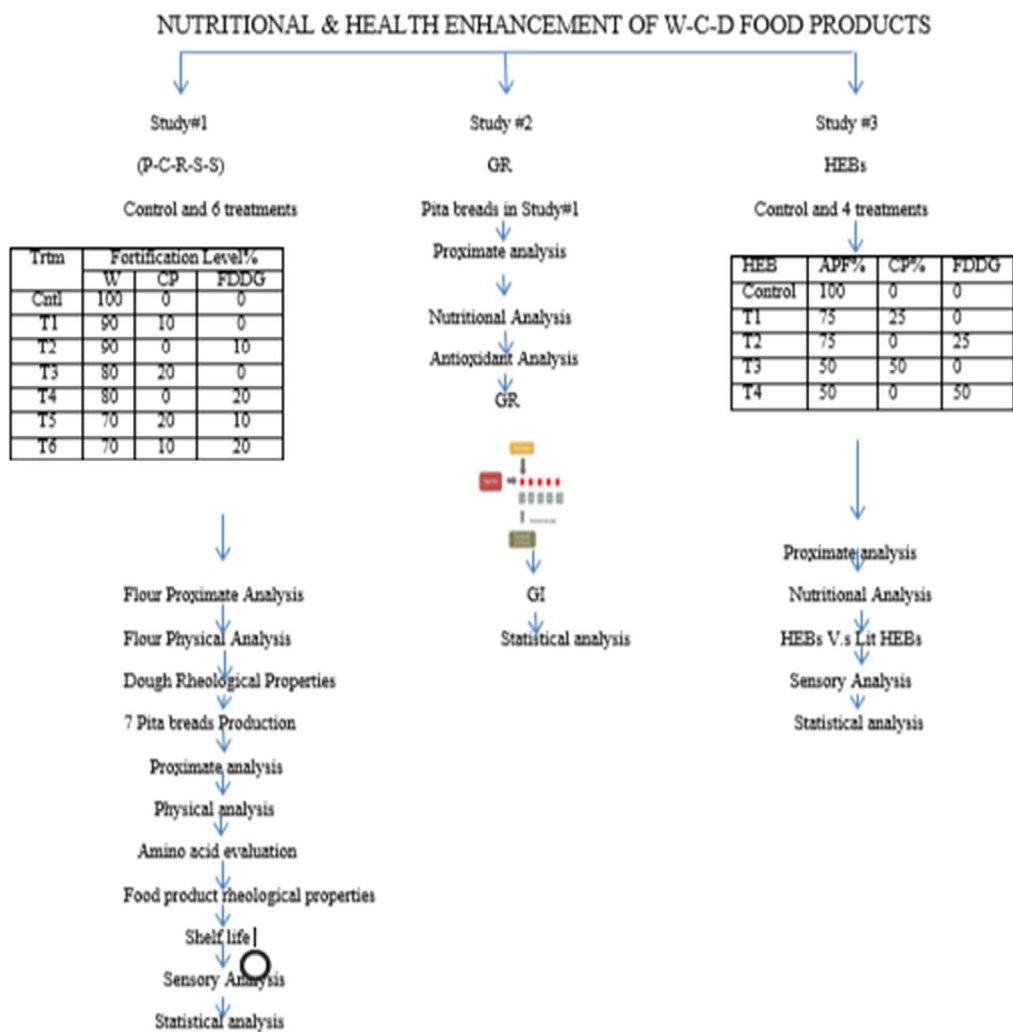 NUTRITIONAL & HEALTH ENHANCEMENT OF W-C-D FOOD PRODUCTS
Study#1
(P-C-R-S-S)
Control and 6 treatments
Trtm Fortification Level%
W CP FDDG
Cntl 100 0 0
T1 90 10 0
T2 90 0 10
T3 80 20 0
T4 80 0 20
T5 70 20 10
T6 70 10 20
Flour Proximate Analysis
Flour Physical Analysis
Dough Rheological Properties
7 Pita breads Production
Proximate analysis
Physical analysis
Amino acid evaluation
Food product rheological properties
Shelf life
Sensory Analysis
Statistical analysis
Study #2
GR
Pita breads in Study#1
Proximate analysis
Nutritional Analysis
Antioxidant Analysis
GR
GI
Statistical analysis
Study #3
HEBs
Control and 4 treatments
HEB APF% CP% FDDG
Control 100 0 0
T1 75 25 0
T2 75 0 25
T3 50 50 0
T4 50 0 50
Proximate analysis
Nutritional Analysis
HEBs V.s Lit HEBs
Sensory Analysis
Statistical analysis